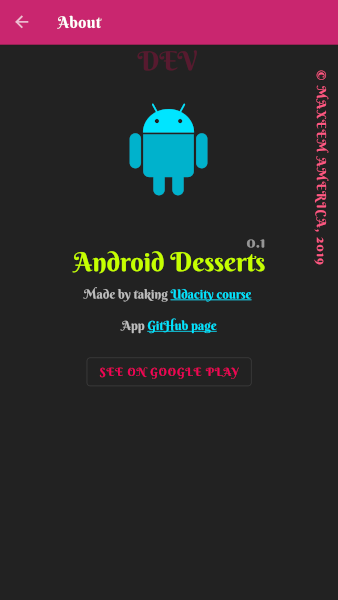 About
DEV
© MAXEEM AMERICA, 2019
0.1
Android Desserts
Made by taking Udacity course
App GitHub page
SEE ON GOOGLE PLAY